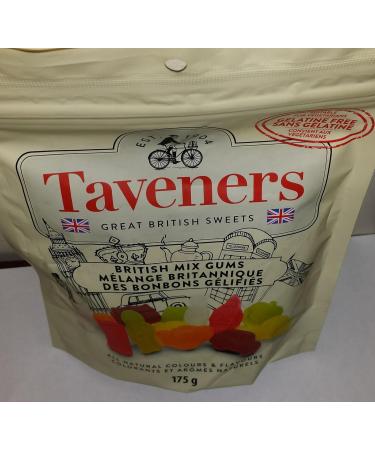 EST 1904
SUITABLE
FOR VEGETARIANS
GELATINE FREE
SANS GÉLATINE
CONVIENT AUX
VÉGÉTARIENS
Taveners
GREAT BRITISH SWEETS
BRITISH MIX GUMS
MÉLANGE BRITANNIQUE
DES BONBONS GÉLIFIÉS
ALL NATURAL COLOURS & FLAVOURS
COLORANTS ET ARÔMES NATURELS
175 g